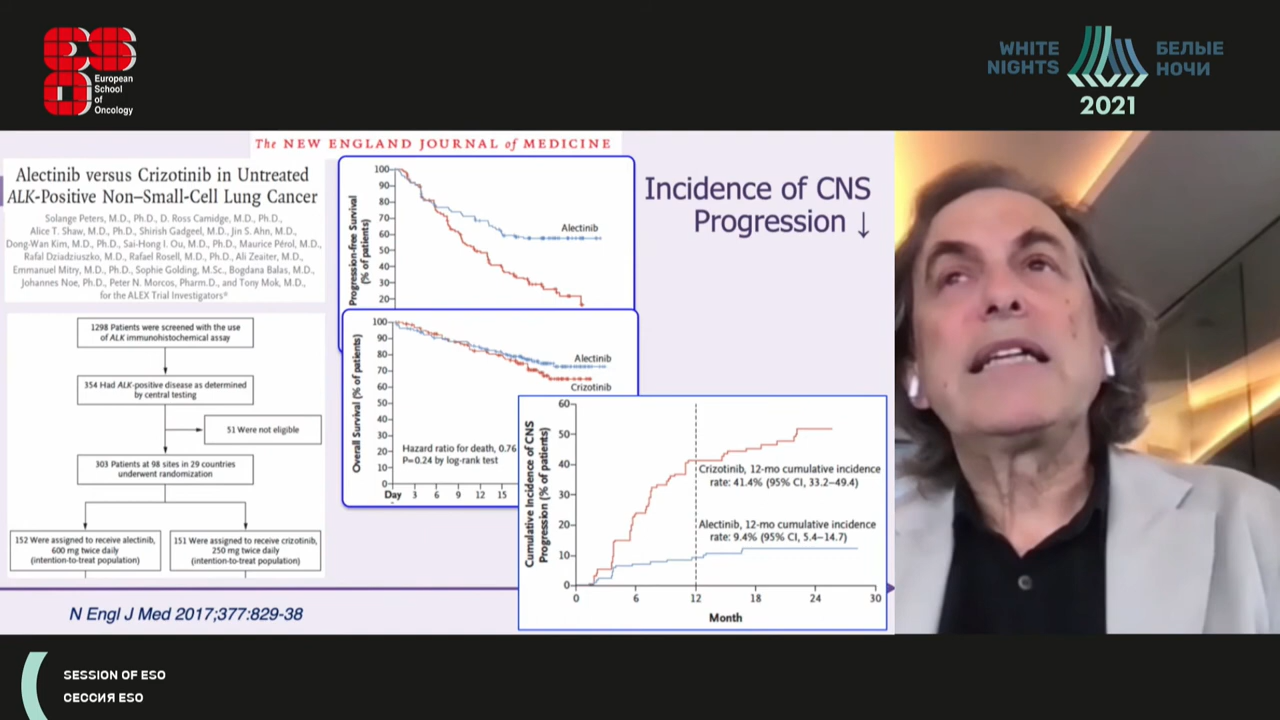 European
School
of
Oncology
WHITE
NIGHTS
БЕЛЫЕ
НОЧИ
2021
The NEW ENGLAND JOURNAL of MEDICINE
Alectinib versus Crizotinib in Untreated
ALK-Positive Non–Small-Cell Lung Cancer
Solange Peters, M.D., Ph.D., D. Ross Camidge, M.D., Ph.D.,
Alice T. Shaw, M.D., Ph.D., Shirish Gadgeel, M.D., Jin S. Ahn, M.D.,
Dong-Wan Kim, M.D., Ph.D., Sai-Hong I. Ou, M.D., Ph.D., Maurice Pérol, M.D.,
Rafal Dziadziuszko, M.D., Rafael Rosell, M.D., Ph.D., Ali Zeaiter, M.D.,
Emmanuel Mitry, M.D., Ph.D., Sophie Golding, M.Sc., Bogdana Balas, M.D.,
Johannes Noe, Ph.D., Peter N. Morcos, Pharm.D., and Tony Mok, M.D.,
for the ALEX Trial Investigators*
1298 Patients were screened with the use
of ALK immunohistochemical assay
354 Had ALK-positive disease as determined
by central testing
51 Were not eligible
303 Patients at 98 sites in 29 countries
underwent randomization
152 Were assigned to receive alectinib,
600 mg twice daily
(intention-to-treat population)
151 Were assigned to receive crizotinib,
250 mg twice daily
(intention-to-treat population)
N Engl J Med 2017;377:829-38
Progression-free Survival
(% of patients)
100
90
80
70
60
50
40
30
20
Alectinib
Overall Survival (% of patients)
100
90
80
70
60
50
40
30
20
10
0
Alectinib
Crizotinib
Hazard ratio for death, 0.76
P=0.24 by log-rank test
Day 3 6 9 12 15
Incidence of CNS
Progression ↓
Cumulative Incidence of CNS
Progression (% of patients)
60
50
40
30
20
10
0
Crizotinib, 12-mo cumulative incidence
rate: 41.4% (95% CI, 33.2–49.4)
Alectinib, 12-mo cumulative incidence
rate: 9.4% (95% CI, 5.4–14.7)
0 6 12 18 24 30
Month
SESSION OF ESO
СЕССИЯ ESO